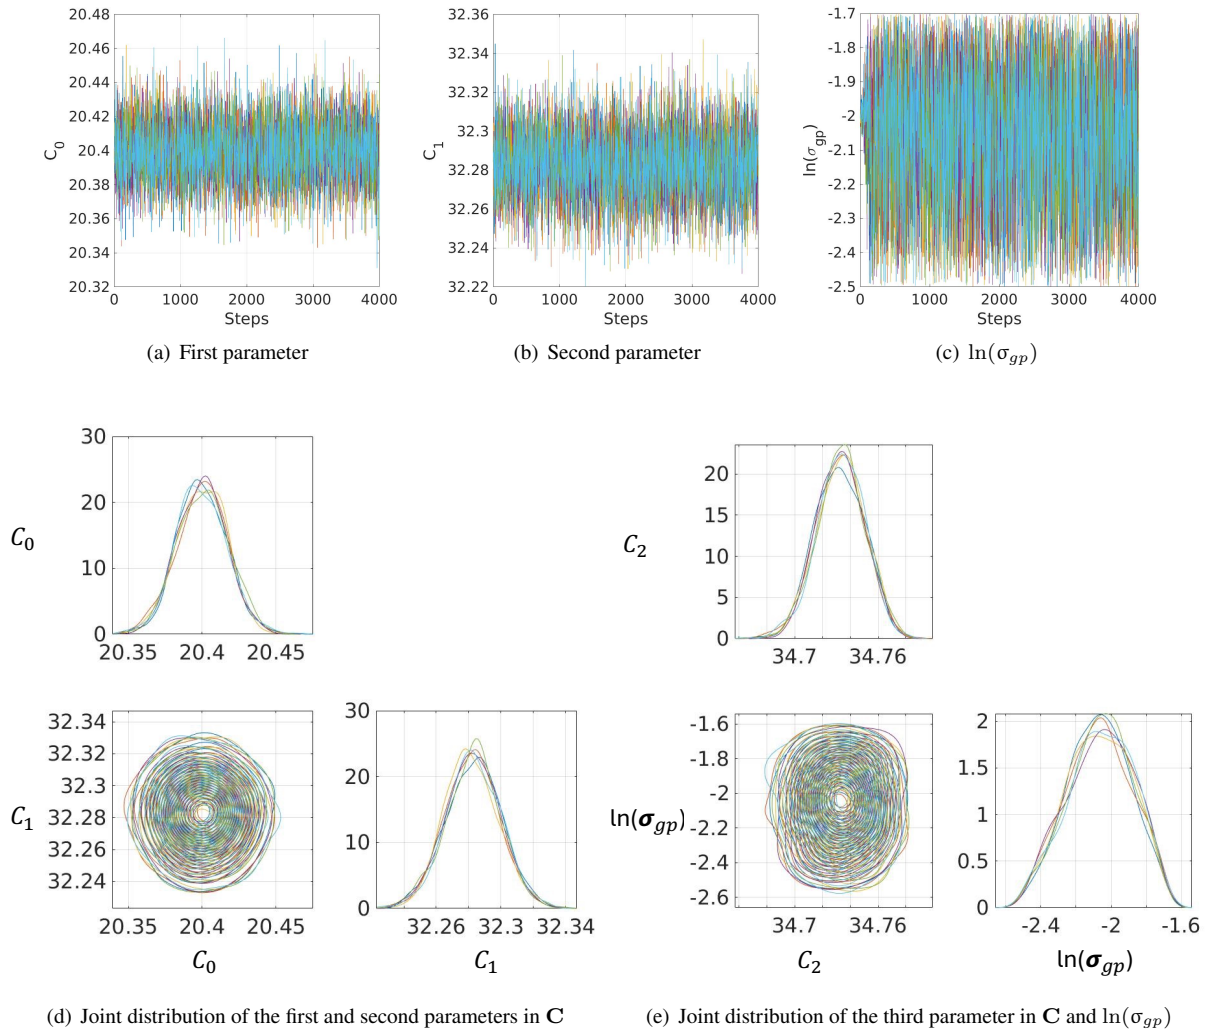 20.48
20.46
20.44
20.42
20.4
20.38
20.36
20.34
20.32
C0
0 1000 2000 3000 4000
Steps
(a) First parameter
32.36
32.34
32.32
32.3
32.28
32.26
32.24
32.22
C1
0 1000 2000 3000 4000
Steps
(b) Second parameter
-1.7
-1.8
-1.9
-2
-2.1
-2.2
-2.3
-2.4
-2.5
ln(σgp)
0 1000 2000 3000 4000
Steps
(c) ln(σgp)
30
20
10
0
C0
20.35 20.4 20.45
32.34
32.33
32.3
32.28
32.26
32.24
C1
20.35 20.4 20.45
C0
30
20
10
0
32.26 32.3 32.34
C1
(d) Joint distribution of the first and second parameters in C
20
15
10
5
0
C2
34.7 34.76
-1.6
-1.8
-2
-2.2
-2.4
-2.6
ln(σgp)
34.7 34.76
C2
2
1.5
1
0.5
0
-2.4 -2 -1.6
ln(σgp)
(e) Joint distribution of the third parameter in C and ln(σgp)